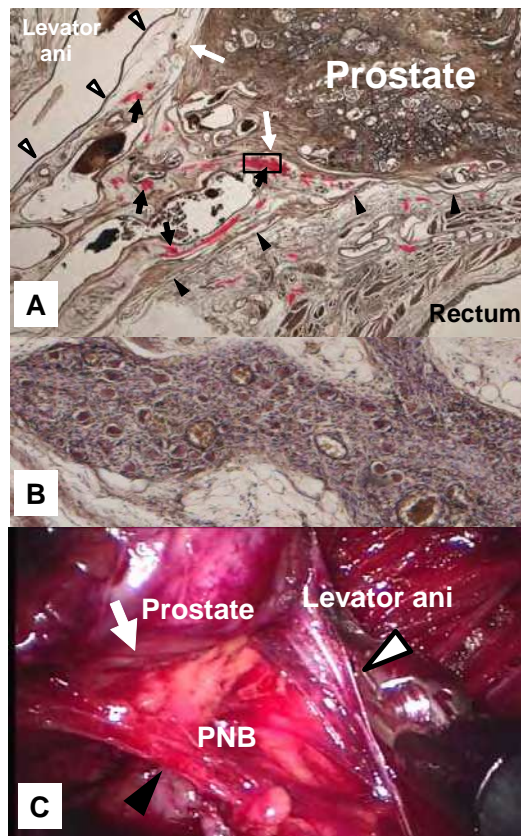 Levator
ani
Prostate
A
Rectum
B
Prostate
Levator ani
PNB
C